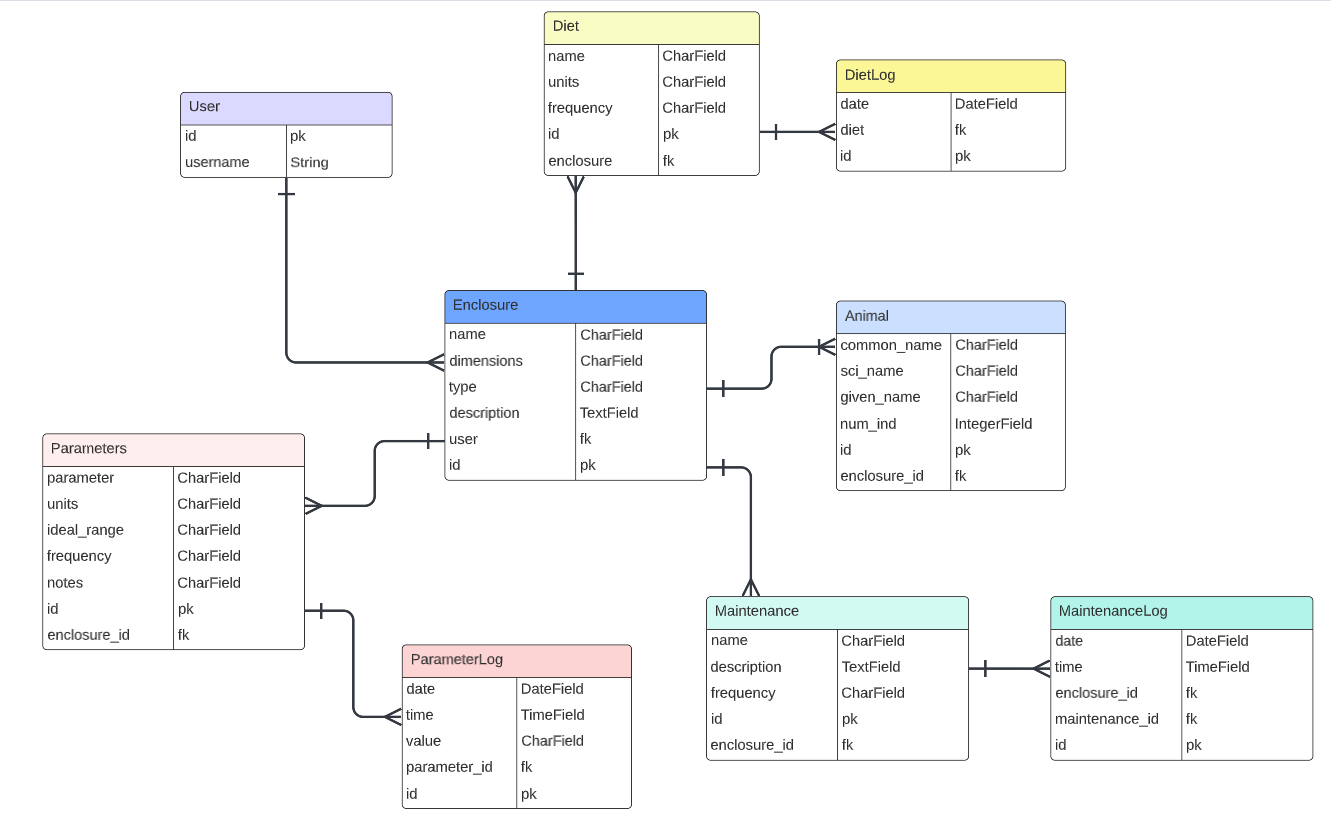 Diet
name CharField
units CharField
frequency CharField
id pk
enclosure fk
DietLog
date DateField
diet fk
id pk
User
id pk
username String
Enclosure
name CharField
dimensions CharField
type CharField
description TextField
user fk
id pk
Animal
common_name CharField
sci_name CharField
given_name CharField
num_ind IntegerField
id pk
enclosure_id fk
Parameters
parameter CharField
units CharField
ideal_range CharField
frequency CharField
notes CharField
id pk
enclosure_id fk
ParameterLog
date DateField
time TimeField
value CharField
parameter_id fk
id pk
Maintenance
name CharField
description TextField
frequency CharField
id pk
enclosure_id fk
MaintenanceLog
date DateField
time TimeField
enclosure_id fk
maintenance_id fk
id pk